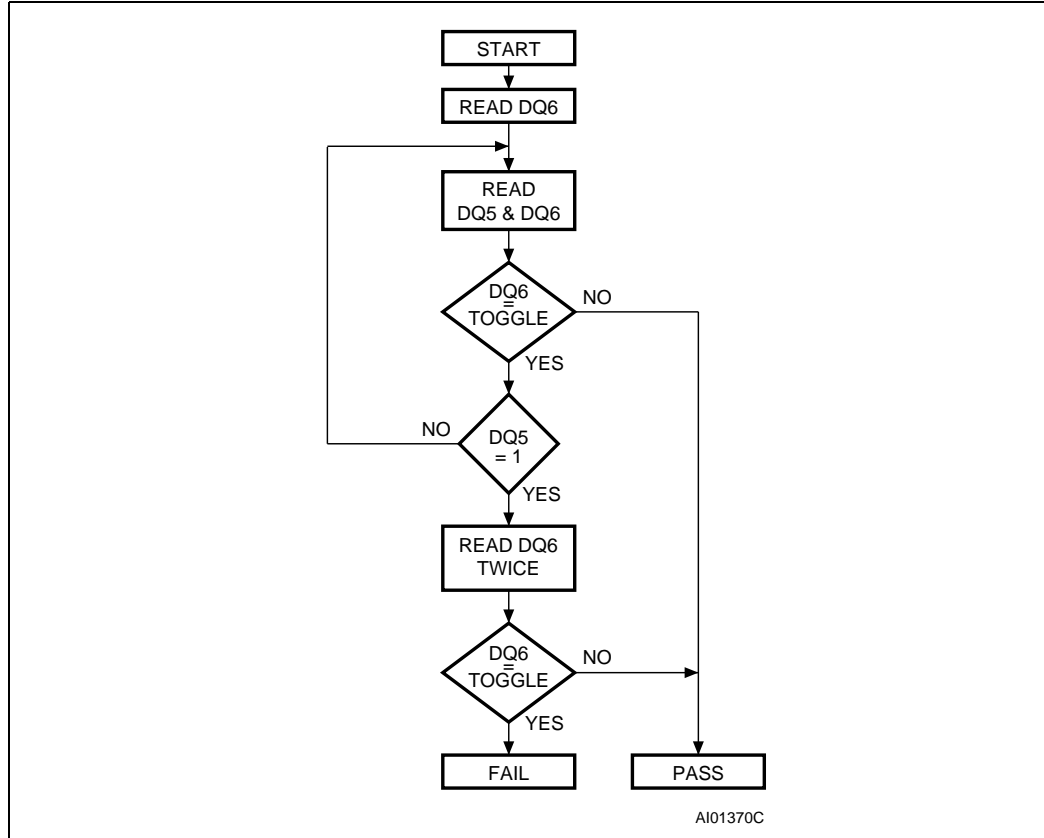 START
READ DQ6
READ
DQ5 & DQ6
DQ6
=
TOGGLE
NO
YES
NO
DQ5
= 1
YES
READ DQ6
TWICE
DQ6
=
TOGGLE
NO
YES
FAIL
PASS
AI01370C